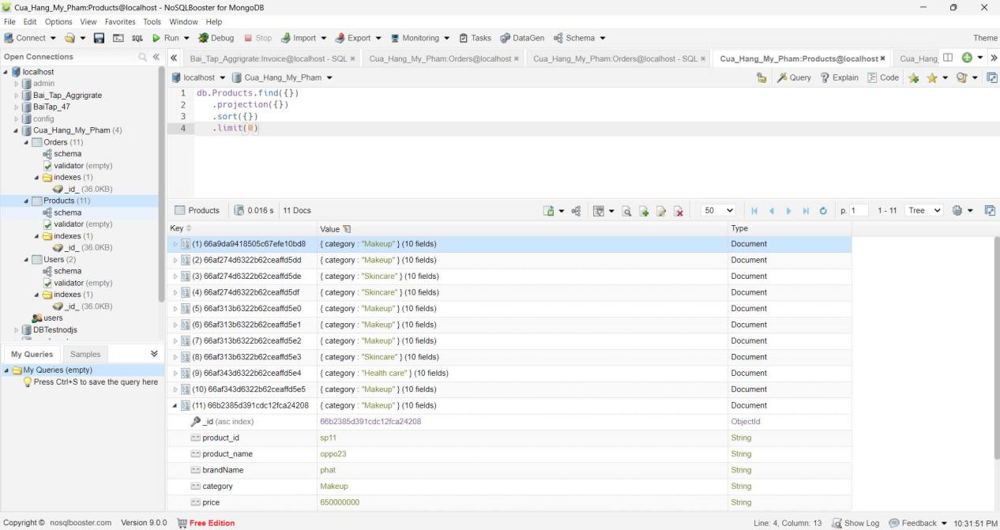 Cua_Hang_My_Pham:Products@localhost - NoSQLBooster for MongoDB
File Edit Options View Favorites Tools Window Help
Connect SQL Run Debug Stop Import Export Monitoring Tasks DataGen Schema Theme
Open Connections
Bai_Tap_Aggrigrate:Invoice@localhost - SQL Cua_Hang_My_Pham:Orders@localhost Cua_Hang_My_Pham:Orders@localhost - SQL Cua_Hang_My_Pham:Products@localhost Cua_Hang
localhost Cua_Hang_My_Pham Query Explain Code
localhost
admin
Bai_Tap_Aggrigrate
BaiTap_47
config
Cua_Hang_My_Pham (4)
Orders (11)
schema
validator (empty)
indexes (1)
_id_ (36.0KB)
Products (11)
schema
validator (empty)
indexes (1)
_id_ (36.0KB)
Users (2)
schema
validator (empty)
indexes (1)
_id_ (36.0KB)
users
DBTestnodjs
My Queries Samples
My Queries (empty)
Press Ctrl+S to save the query here
1 db.Products.find({})
2 .projection({})
3 .sort({})
4 .limit(0)
Products 0.016 s 11 Docs 50 p. 1 1 - 11 Tree
Key Value Type
(1) 66a9da9418505c67efe10bd8 { category : "Makeup" } (10 fields) Document
(2) 66af274d6322b62ceaffd5dd { category : "Makeup" } (10 fields) Document
(3) 66af274d6322b62ceaffd5de { category : "Skincare" } (10 fields) Document
(4) 66af274d6322b62ceaffd5df { category : "Skincare" } (10 fields) Document
(5) 66af313b6322b62ceaffd5e0 { category : "Makeup" } (10 fields) Document
(6) 66af313b6322b62ceaffd5e1 { category : "Makeup" } (10 fields) Document
(7) 66af313b6322b62ceaffd5e2 { category : "Makeup" } (10 fields) Document
(8) 66af313b6322b62ceaffd5e3 { category : "Skincare" } (10 fields) Document
(9) 66af343d6322b62ceaffd5e4 { category : "Health care" } (10 fields) Document
(10) 66af343d6322b62ceaffd5e5 { category : "Makeup" } (10 fields) Document
(11) 66b2385d391cdc12fca24208 { category : "Makeup" } (10 fields) Document
_id (asc index) 66b2385d391cdc12fca24208 ObjectId
product_id sp11 String
product_name oppo23 String
brandName phat String
category Makeup String
price 650000000 String
Copyright © nosqlbooster.com Version 9.0.0 Free Edition Line: 4, Column: 13 Show Log Feedback 10:31:51 PM